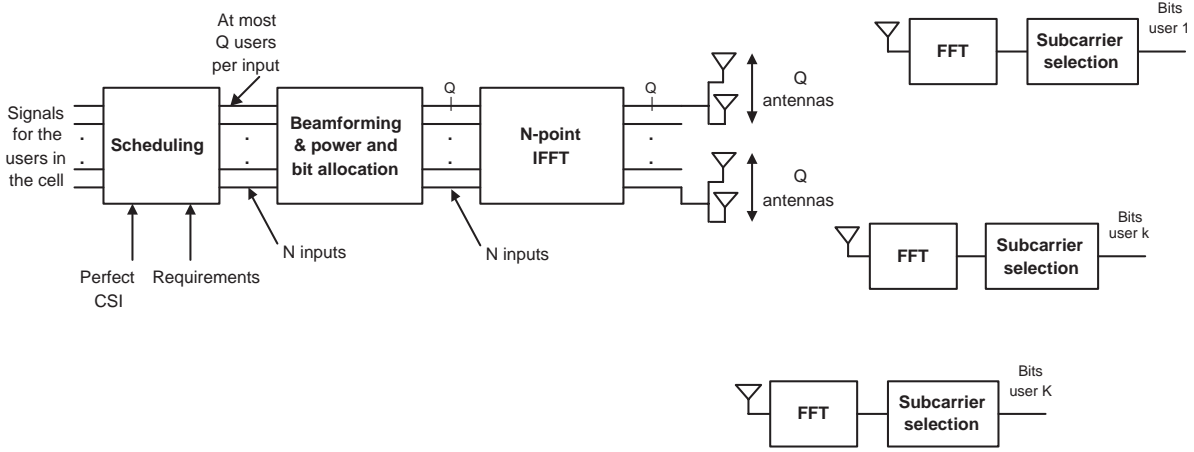 At most
Q users
per input
Signals
for the
users in
the cell
Scheduling
Beamforming
& power and
bit allocation
Q
N-point
IFFT
Q
Q
antennas
Q
antennas
N inputs
N inputs
Perfect
CSI
Requirements
FFT
Subcarrier
selection
Bits
user 1
FFT
Subcarrier
selection
Bits
user k
FFT
Subcarrier
selection
Bits
user K